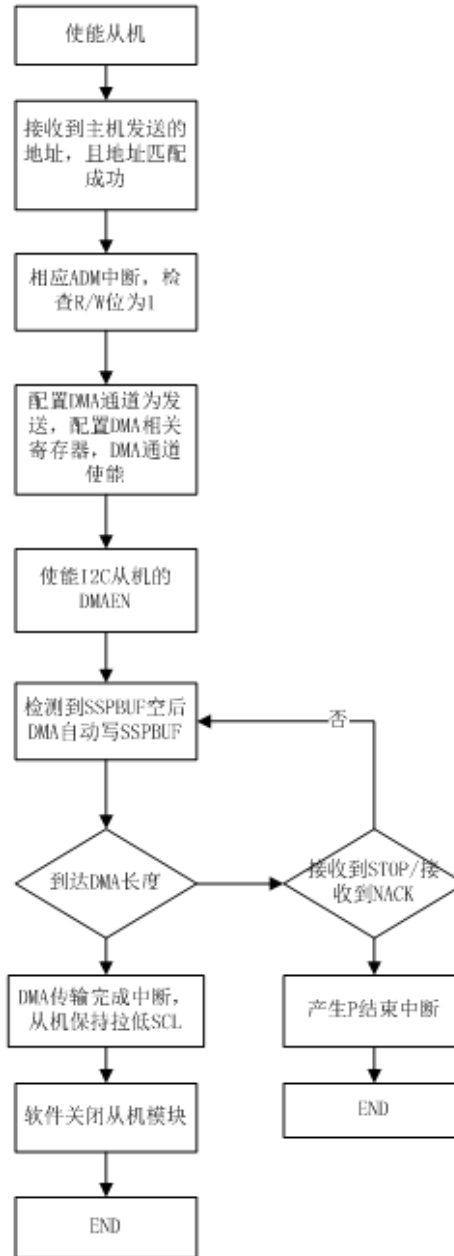 使能从机
接收到主机发送的
地址，且地址匹配
成功
相应ADM中断，检
查R/W位为1
配置DMA通道为发
送，配置DMA相关
寄存器，DMA通道
使能
使能I2C从机的
DMAEN
检测到SSPBUF空后
DMA自动写SSPBUF
否
到达DMA长度
接收到STOP/接
收到NACK
DMA传输完成中断，
从机保持拉低SCL
产生P结束中断
软件关闭从机模块
END
END